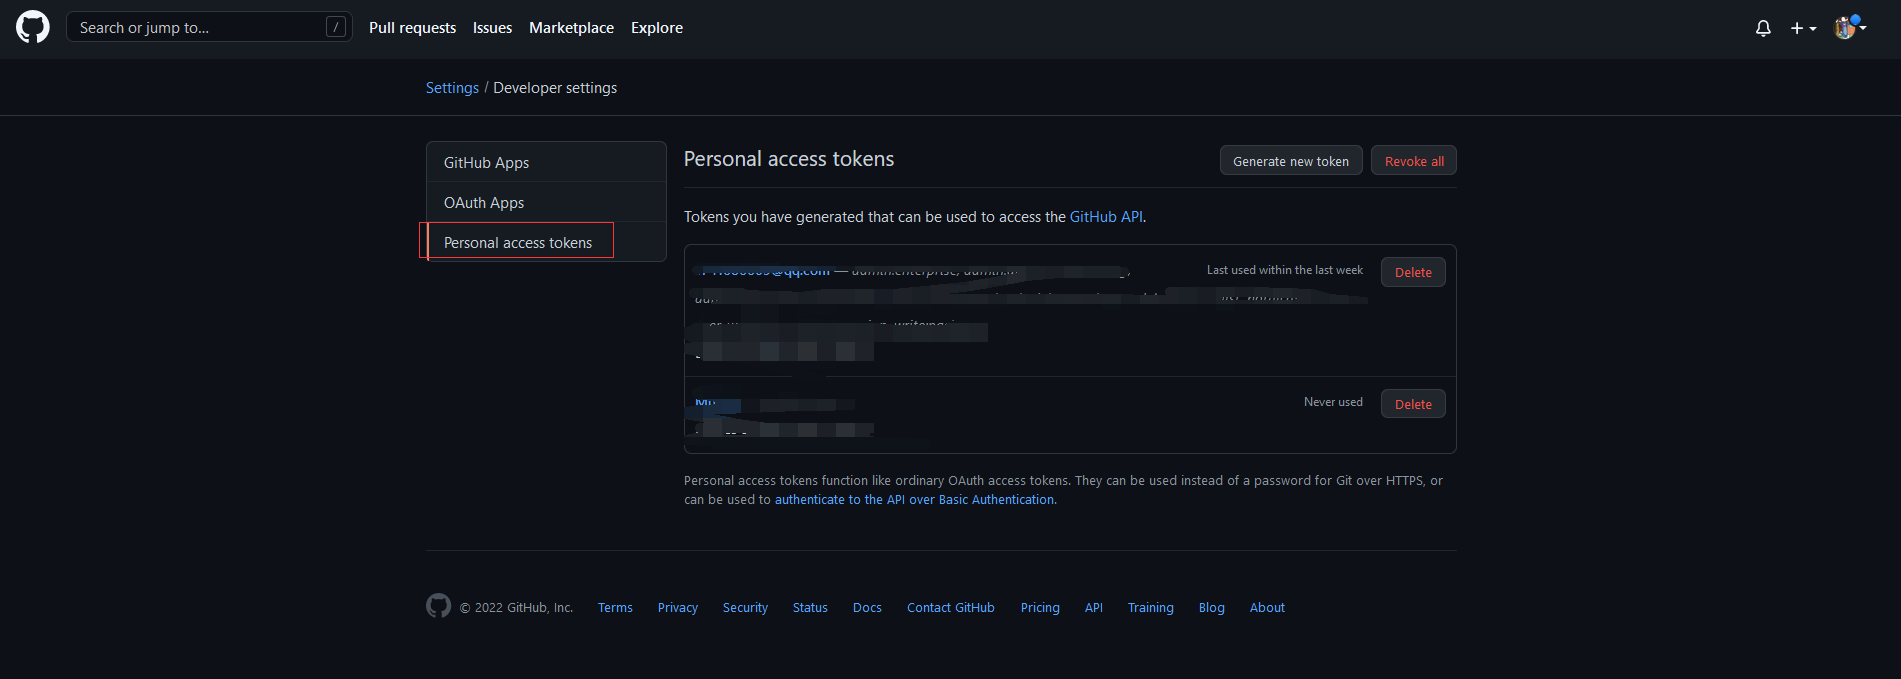 Search or jump to... /
Pull requests Issues Marketplace Explore
Settings / Developer settings
GitHub Apps
OAuth Apps
Personal access tokens
Personal access tokens
Generate new token
Revoke all
Tokens you have generated that can be used to access the GitHub API.
@qq.com —
Last used within the last week
Delete
Never used
Delete
Personal access tokens function like ordinary OAuth access tokens. They can be used instead of a password for Git over HTTPS, or
can be used to authenticate to the API over Basic Authentication.
© 2022 GitHub, Inc. Terms Privacy Security Status Docs Contact GitHub Pricing API Training Blog About